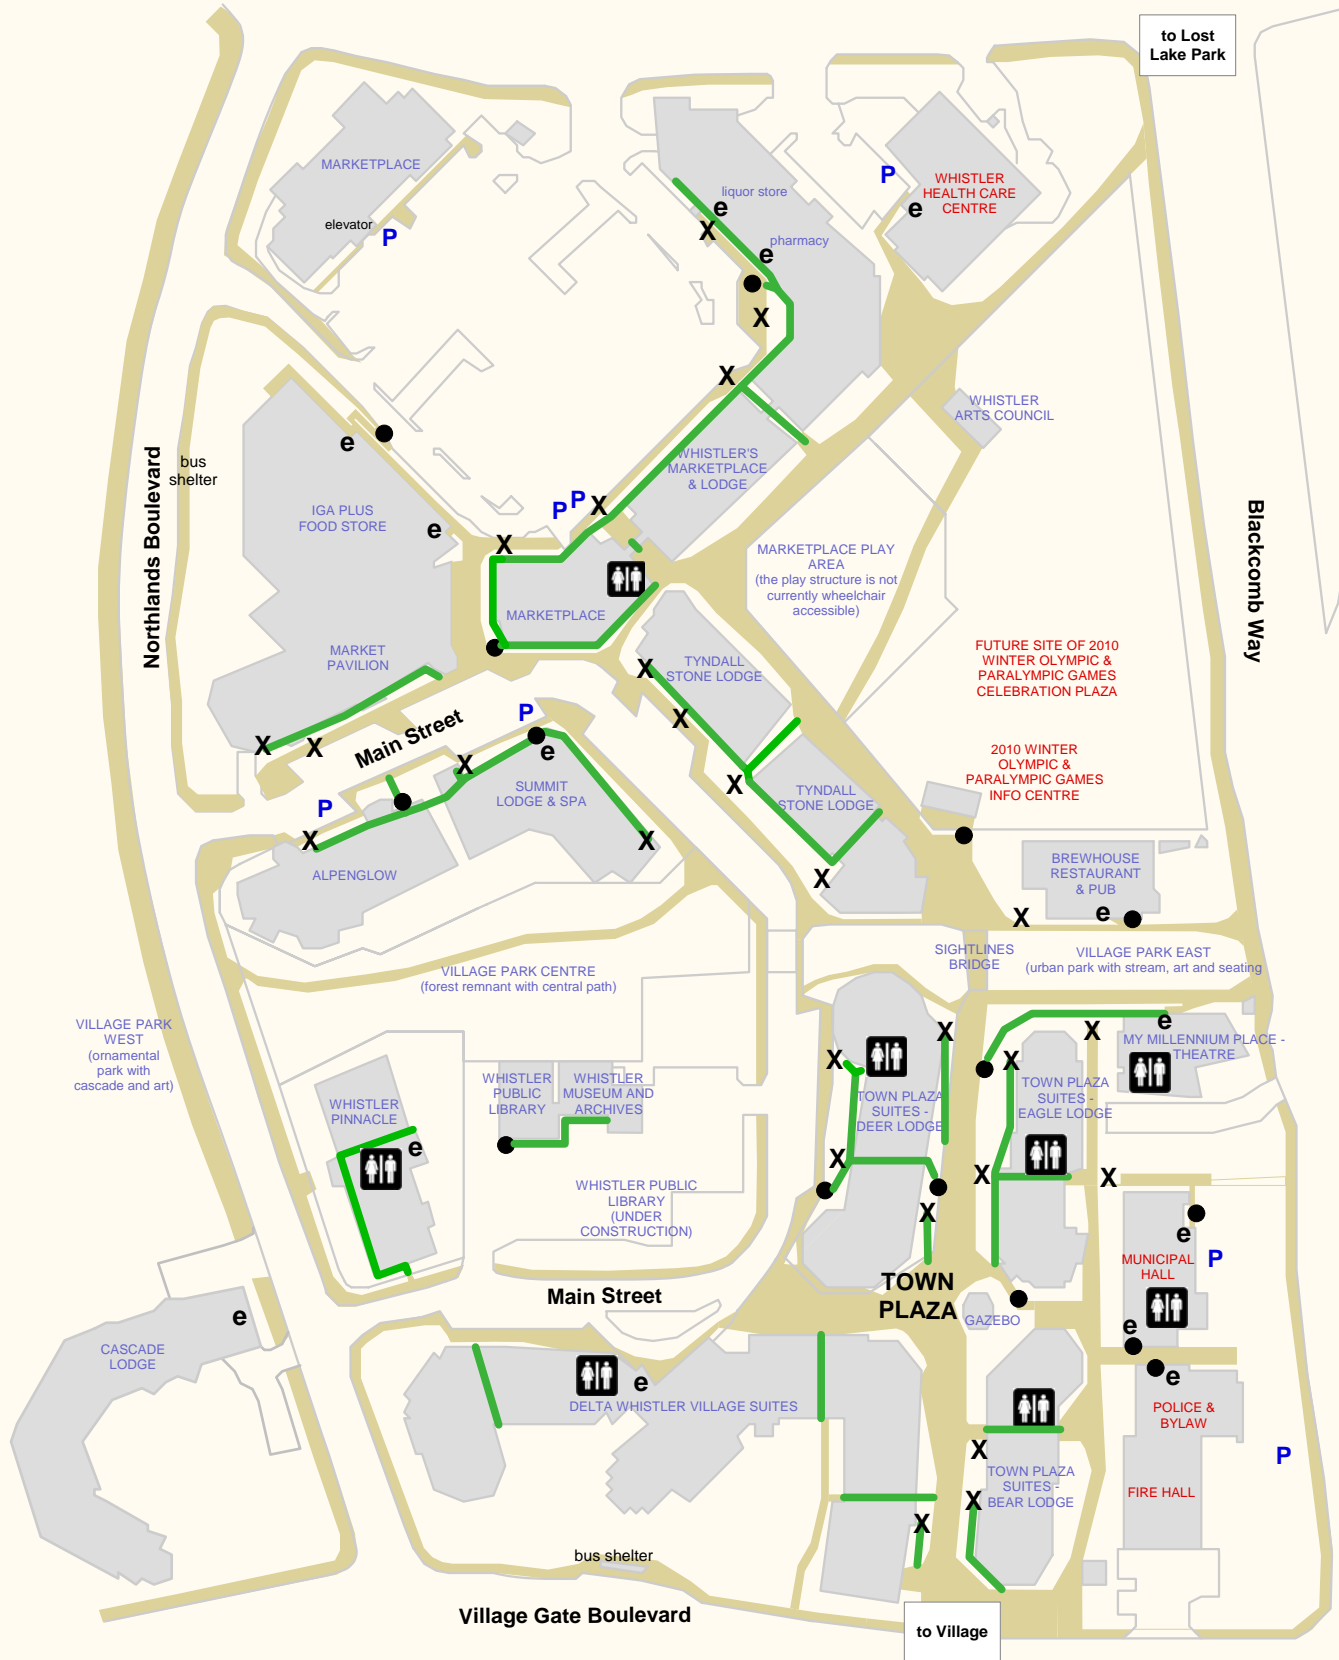 to Lost
Lake Park
MARKETPLACE
elevator
P
liquor store
e
X
pharmacy
e
X
X
P
WHISTLER
HEALTH CARE
CENTRE
e
WHISTLER
ARTS COUNCIL
Northlands Boulevard
bus
shelter
e
IGA PLUS
FOOD STORE
e
MARKET
PAVILION
X
X
Main Street
WHISTLER'S
MARKETPLACE
& LODGE
P
P
X
X
MARKETPLACE
MARKETPLACE PLAY
AREA
(the play structure is not
currently wheelchair
accessible)
Blackcomb Way
FUTURE SITE OF 2010
WINTER OLYMPIC &
PARALYMPIC GAMES
CELEBRATION PLAZA
2010 WINTER
OLYMPIC &
PARALYMPIC GAMES
INFO CENTRE
X
TYNDALL
STONE LODGE
X
X
TYNDALL
STONE LODGE
X
P
e
X
SUMMIT
LODGE & SPA
X
P
X
ALPENGLOW
BREWHOUSE
RESTAURANT
& PUB
e
X
SIGHTLINES
BRIDGE
VILLAGE PARK EAST
(urban park with stream, art and seating
VILLAGE PARK CENTRE
(forest remnant with central path)
VILLAGE PARK
WEST
(ornamental
park with
cascade and art)
WHISTLER
PINNACLE
e
WHISTLER
PUBLIC
LIBRARY
WHISTLER
MUSEUM AND
ARCHIVES
WHISTLER PUBLIC
LIBRARY
(UNDER
CONSTRUCTION)
X
X
TOWN PLAZA
SUITES -
DEER LODGE
X
X
e
X
X
MY MILLENNIUM PLACE -
THEATRE
TOWN PLAZA
SUITES -
EAGLE LODGE
X
X
e
MUNICIPAL
HALL
P
e
e
POLICE &
BYLAW
FIRE HALL
P
TOWN
PLAZA
GAZEBO
Main Street
e
CASCADE
LODGE
e
DELTA WHISTLER VILLAGE SUITES
X
X
X
TOWN PLAZA
SUITES -
BEAR LODGE
bus shelter
Village Gate Boulevard
to Village